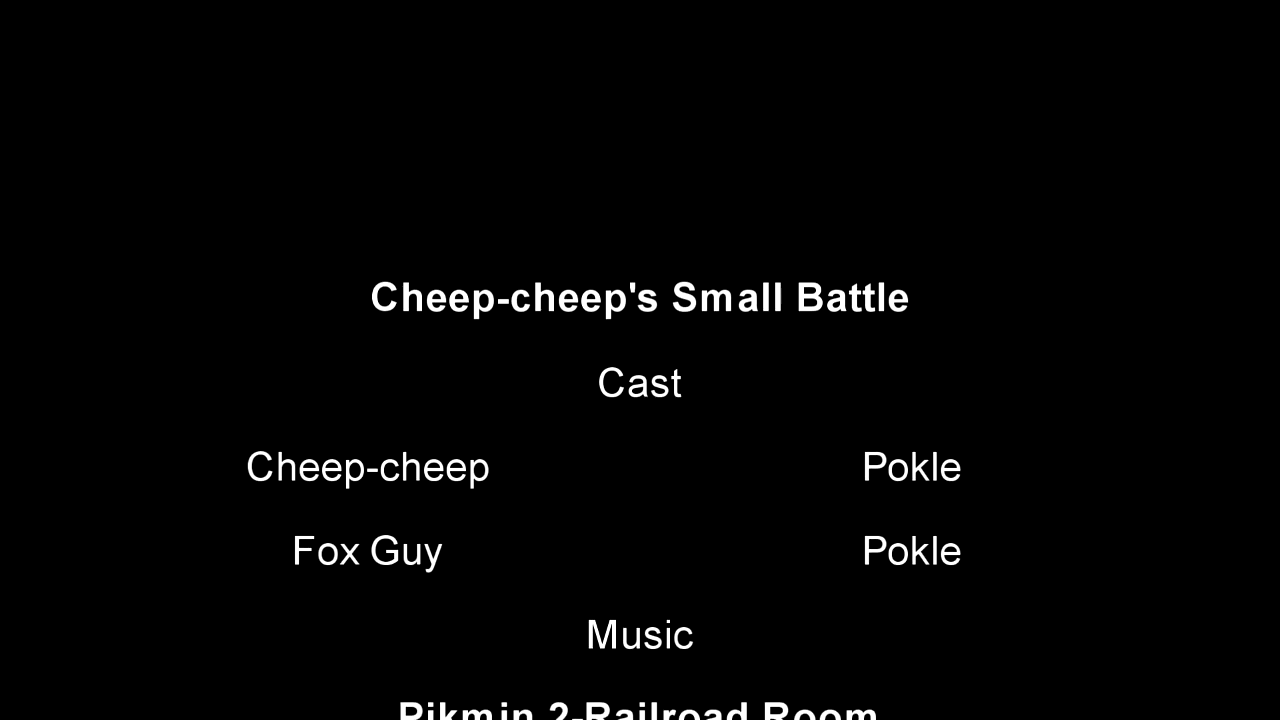 Cheep-cheep's Small Battle
Cast
Cheep-cheep Pokle
Fox Guy Pokle
Music
Pikmin 2-Railroad Room